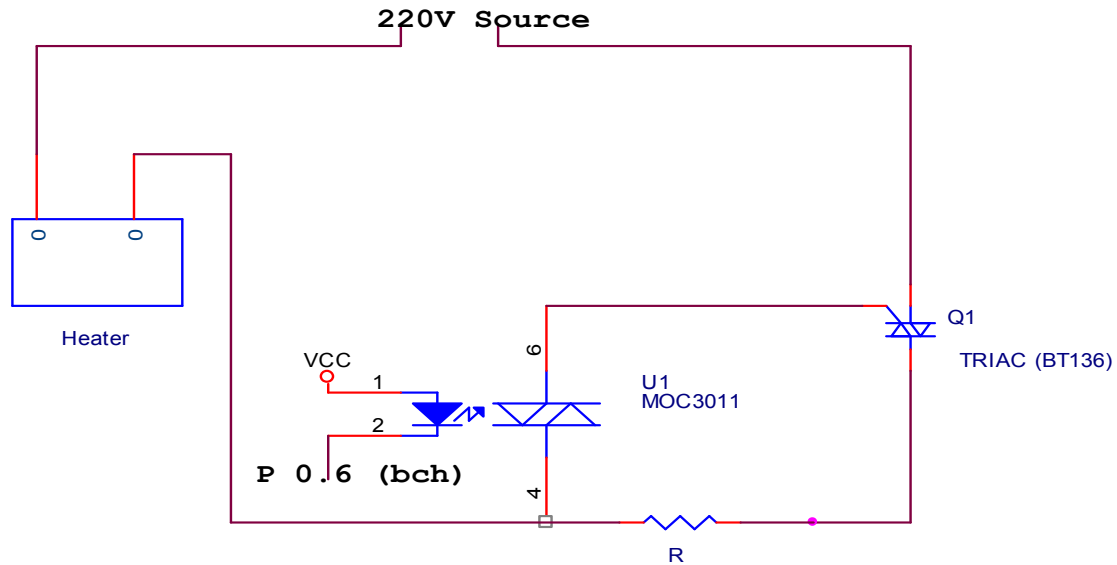 220V Source
0 0
Heater
VCC
1
2
P 0.6 (bch)
6
4
U1
MOC3011
Q1
TRIAC (BT136)
R